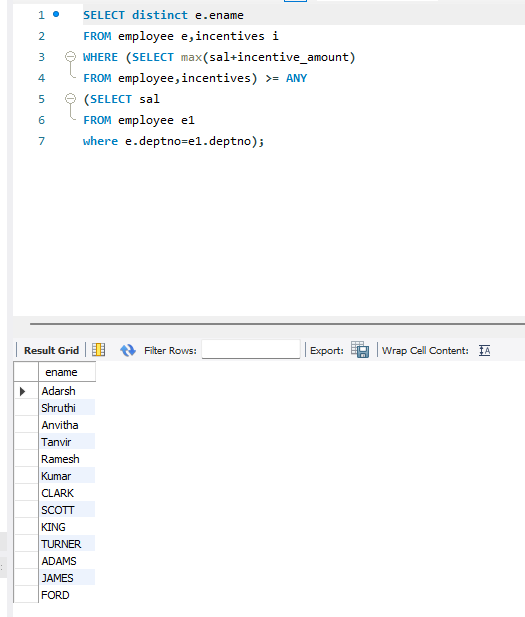 1 SELECT distinct e.ename
2 FROM employee e,incentives i
3 WHERE (SELECT max(sal+incentive_amount)
4 FROM employee,incentives) >= ANY
5 (SELECT sal
6 FROM employee e1
7 where e.deptno=e1.deptno);
Result Grid Filter Rows: Export: Wrap Cell Content:
ename
Adarsh
Shruthi
Anvitha
Tanvir
Ramesh
Kumar
CLARK
SCOTT
KING
TURNER
ADAMS
JAMES
FORD